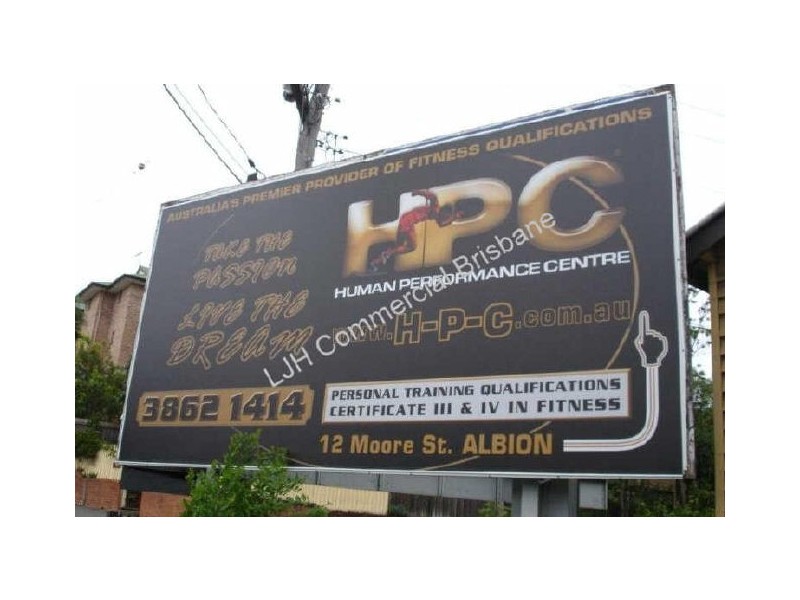 AUSTRALIA'S PREMIER PROVIDER OF FITNESS QUALIFICATIONS
HPC
HUMAN PERFORMANCE CENTRE
TAKE THE
PASSION
LIVE THE
DREAM
www.H-P-C.com.au
3862 1414
PERSONAL TRAINING QUALIFICATIONS
CERTIFICATE III & IV IN FITNESS
12 Moore St. ALBION
LJH Commercial Brisbane